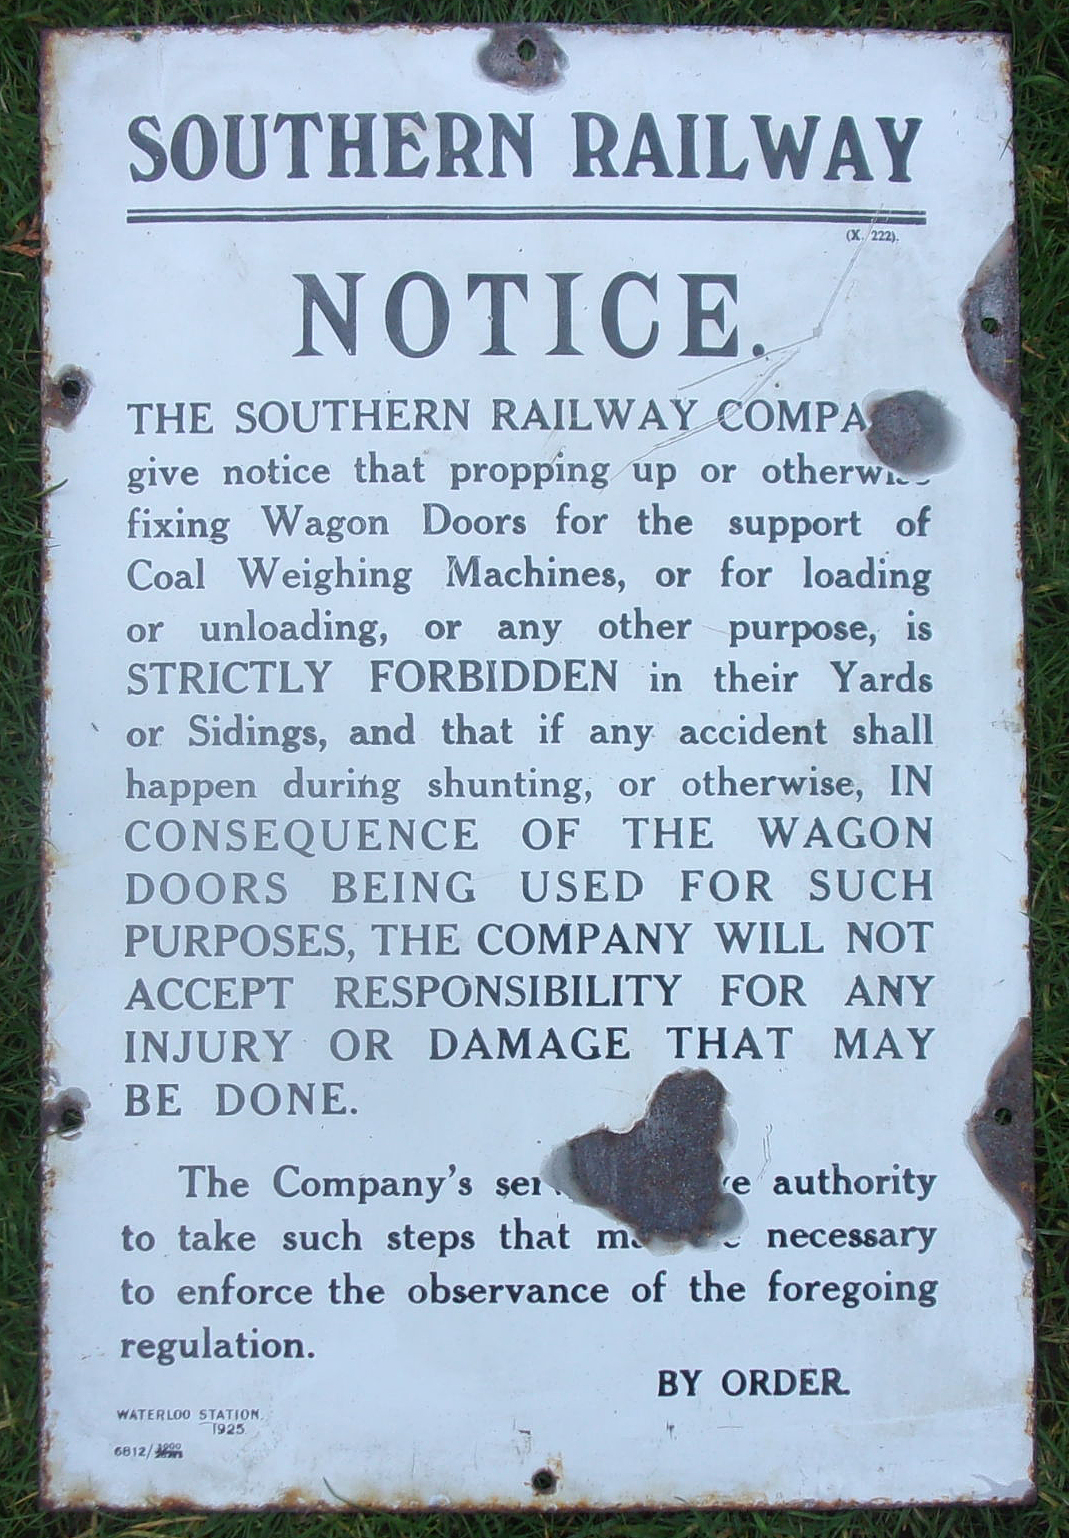 SOUTHERN RAILWAY
(X. 222).
NOTICE.
THE SOUTHERN RAILWAY
give notice that propping up or otherwise
fixing Wagon Doors for the support of
Coal Weighing Machines, or for loading
or unloading, or any other purpose, is
STRICTLY FORBIDDEN in their Yards
or Sidings, and that if any accident shall
happen during shunting, or otherwise, IN
CONSEQUENCE OF THE WAGON
DOORS BEING USED FOR SUCH
PURPOSES, THE COMPANY WILL NOT
ACCEPT RESPONSIBILITY FOR ANY
INJURY OR DAMAGE THAT MAY
BE DONE.
The Company's authority
to take such steps that necessary
to enforce the observance of the foregoing
regulation.
BY ORDER.
WATERLOO STATION.
1925
6812/